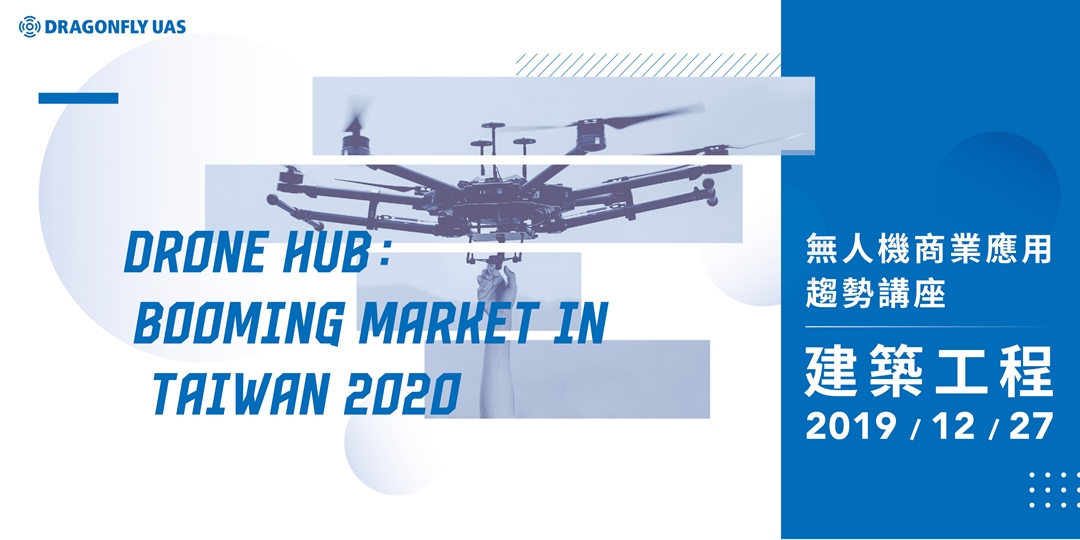 DRAGONFLY UAS
DRONE HUB:
BOOMING MARKET IN
TAIWAN 2020
無人機商業應用
趨勢講座
建築工程
2019 / 12 / 27